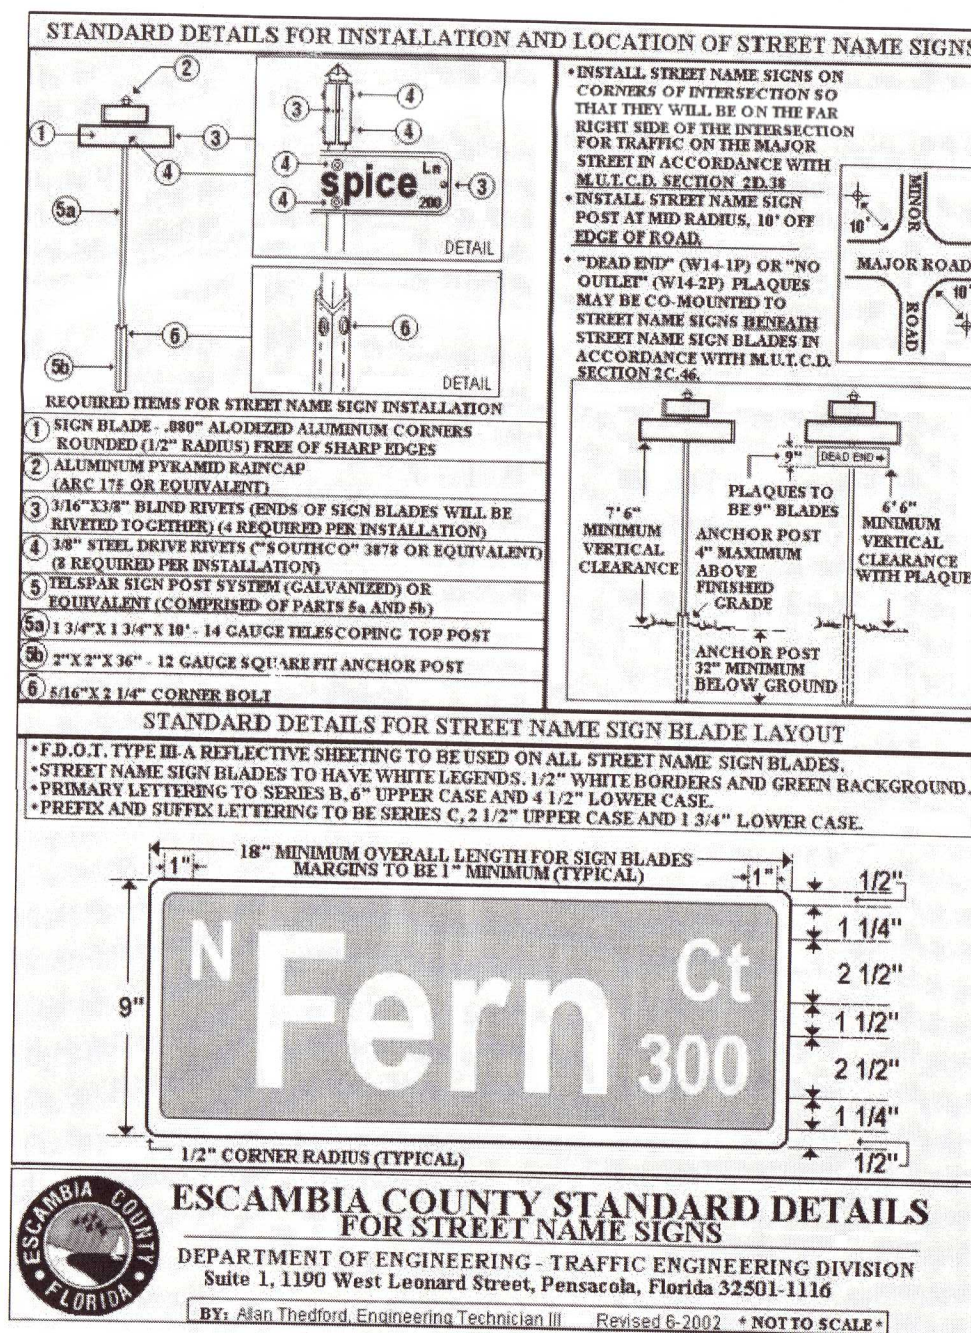 STANDARD DETAILS FOR INSTALLATION AND LOCATION OF STREET NAME SIGNS
2
1
3
4
5a
6
5b
4
3
4
4
spice
Ln
3
4
200
DETAIL
6
DETAIL
REQUIRED ITEMS FOR STREET NAME SIGN INSTALLATION
1 SIGN BLADE - .080" ALODIZED ALUMINUM CORNERS
ROUNDED (1/2" RADIUS) FREE OF SHARP EDGES
2 ALUMINUM PYRAMID RAINCAP
(ARC 175 OR EQUIVALENT)
3 3/16"X3/8" BLIND RIVETS (ENDS OF SIGN BLADES WILL BE
RIVETED TOGETHER) (4 REQUIRED PER INSTALLATION)
4 3/8" STEEL DRIVE RIVETS ("SOUTHCO" 3878 OR EQUIVALENT)
(8 REQUIRED PER INSTALLATION)
5 TELSPAR SIGN POST SYSTEM (GALVANIZED) OR
EQUIVALENT (COMPRISED OF PARTS 5a AND 5b)
5a 1 3/4"X 1 3/4"X 10' - 14 GAUGE TELESCOPING TOP POST
5b 2"X 2"X 36" - 12 GAUGE SQUARE FIT ANCHOR POST
6 5/16"X 2 1/4" CORNER BOLT
*INSTALL STREET NAME SIGNS ON
CORNERS OF INTERSECTION SO
THAT THEY WILL BE ON THE FAR
RIGHT SIDE OF THE INTERSECTION
FOR TRAFFIC ON THE MAJOR
STREET IN ACCORDANCE WITH
M.U.T.C.D. SECTION 2D.38
*INSTALL STREET NAME SIGN
POST AT MID RADIUS, 10' OFF
EDGE OF ROAD.
* "DEAD END" (W14-1P) OR "NO
OUTLET" (W14-2P) PLAQUES
MAY BE CO-MOUNTED TO
STREET NAME SIGNS BENEATH
STREET NAME SIGN BLADES IN
ACCORDANCE WITH M.U.T.C.D.
SECTION 2C.46.
MINOR
10'
MAJOR ROAD
10'
ROAD
9"
DEAD END
PLAQUES TO
BE 9" BLADES
7' 6"
MINIMUM
VERTICAL
CLEARANCE
ANCHOR POST
4" MAXIMUM
ABOVE
FINISHED
GRADE
6' 6"
MINIMUM
VERTICAL
CLEARANCE
WITH PLAQUE
ANCHOR POST
32" MINIMUM
BELOW GROUND
STANDARD DETAILS FOR STREET NAME SIGN BLADE LAYOUT
*F.D.O.T. TYPE III-A REFLECTIVE SHEETING TO BE USED ON ALL STREET NAME SIGN BLADES.
*STREET NAME SIGN BLADES TO HAVE WHITE LEGENDS, 1/2" WHITE BORDERS AND GREEN BACKGROUND.
*PRIMARY LETTERING TO SERIES B, 6" UPPER CASE AND 4 1/2" LOWER CASE.
*PREFIX AND SUFFIX LETTERING TO BE SERIES C, 2 1/2" UPPER CASE AND 1 3/4" LOWER CASE.
18" MINIMUM OVERALL LENGTH FOR SIGN BLADES
1"
MARGINS TO BE 1" MINIMUM (TYPICAL)
1"
9"
N Fern Ct
300
1/2"
1 1/4"
2 1/2"
1 1/2"
2 1/2"
1 1/4"
1/2"
1/2" CORNER RADIUS (TYPICAL)
ESCAMBIA COUNTY
FLORIDA
ESCAMBIA COUNTY STANDARD DETAILS
FOR STREET NAME SIGNS
DEPARTMENT OF ENGINEERING - TRAFFIC ENGINEERING DIVISION
Suite 1, 1190 West Leonard Street, Pensacola, Florida 32501-1116
BY: Allan Thedford, Engineering Technician III Revised 6-2002 * NOT TO SCALE *